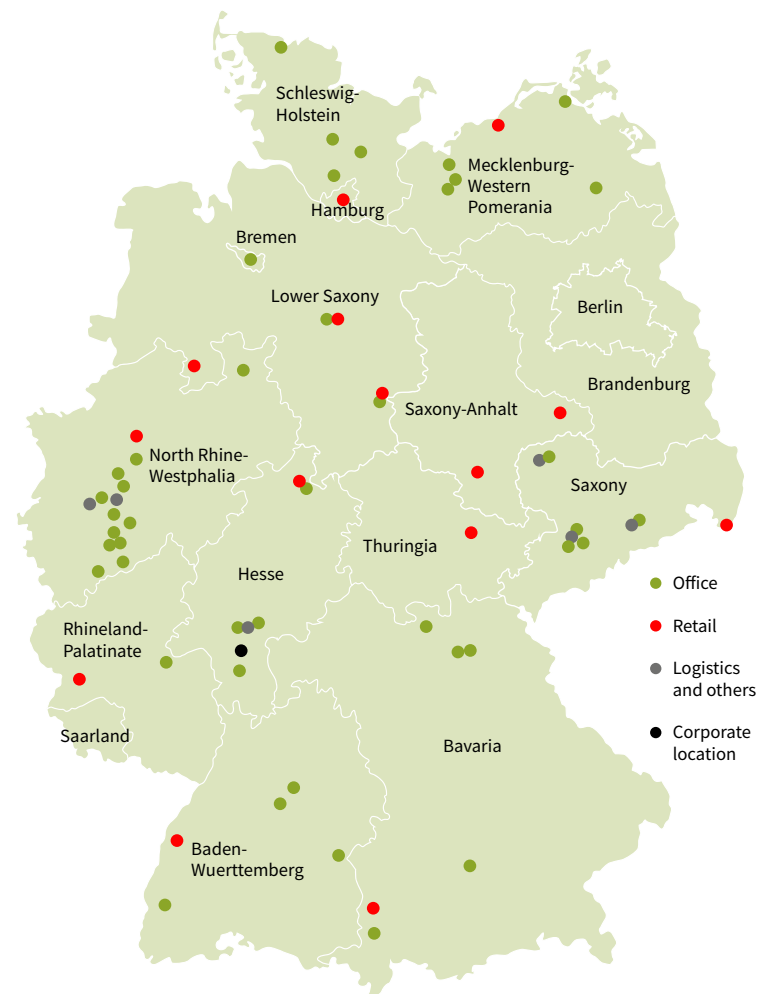 Schleswig-
Holstein
Mecklenburg-
Western
Pomerania
Hamburg
Bremen
Lower Saxony
Berlin
Brandenburg
Saxony-Anhalt
North Rhine-
Westphalia
Saxony
Thuringia
Hesse
Office
Retail
Rhineland-
Palatinate
Logistics
and others
Saarland
Corporate
location
Bavaria
Baden-
Wuerttemberg